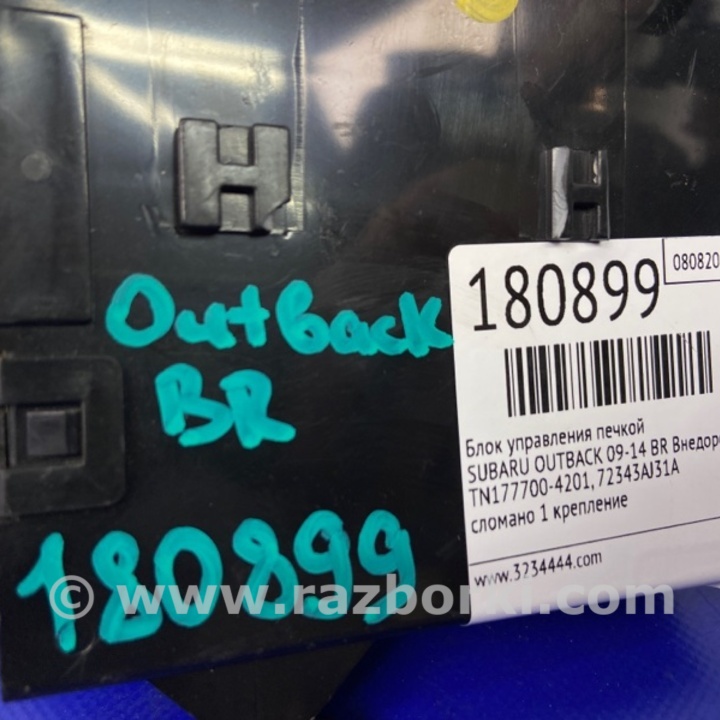 Outback
BR
180899
180899
080820
Блок управления печкой
SUBARU OUTBACK 09-14 BR Внедоро
TN177700-4201, 72343AJ31A
сломано 1 крепление
www.3234444.com
© www.razborki.com